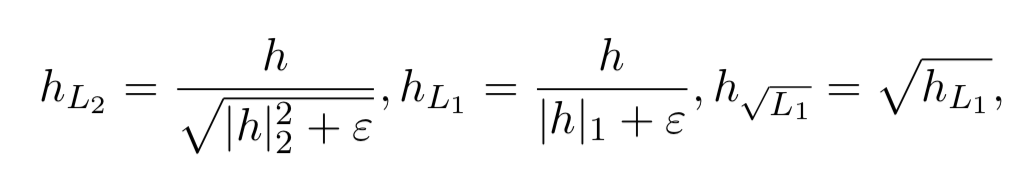 $h_{L_2} = \frac{h}{\sqrt{|h|_2^2 + \varepsilon}}, h_{L_1} = \frac{h}{|h|_1 + \varepsilon}, h_{\sqrt{L_1}} = \sqrt{h_{L_1}},$